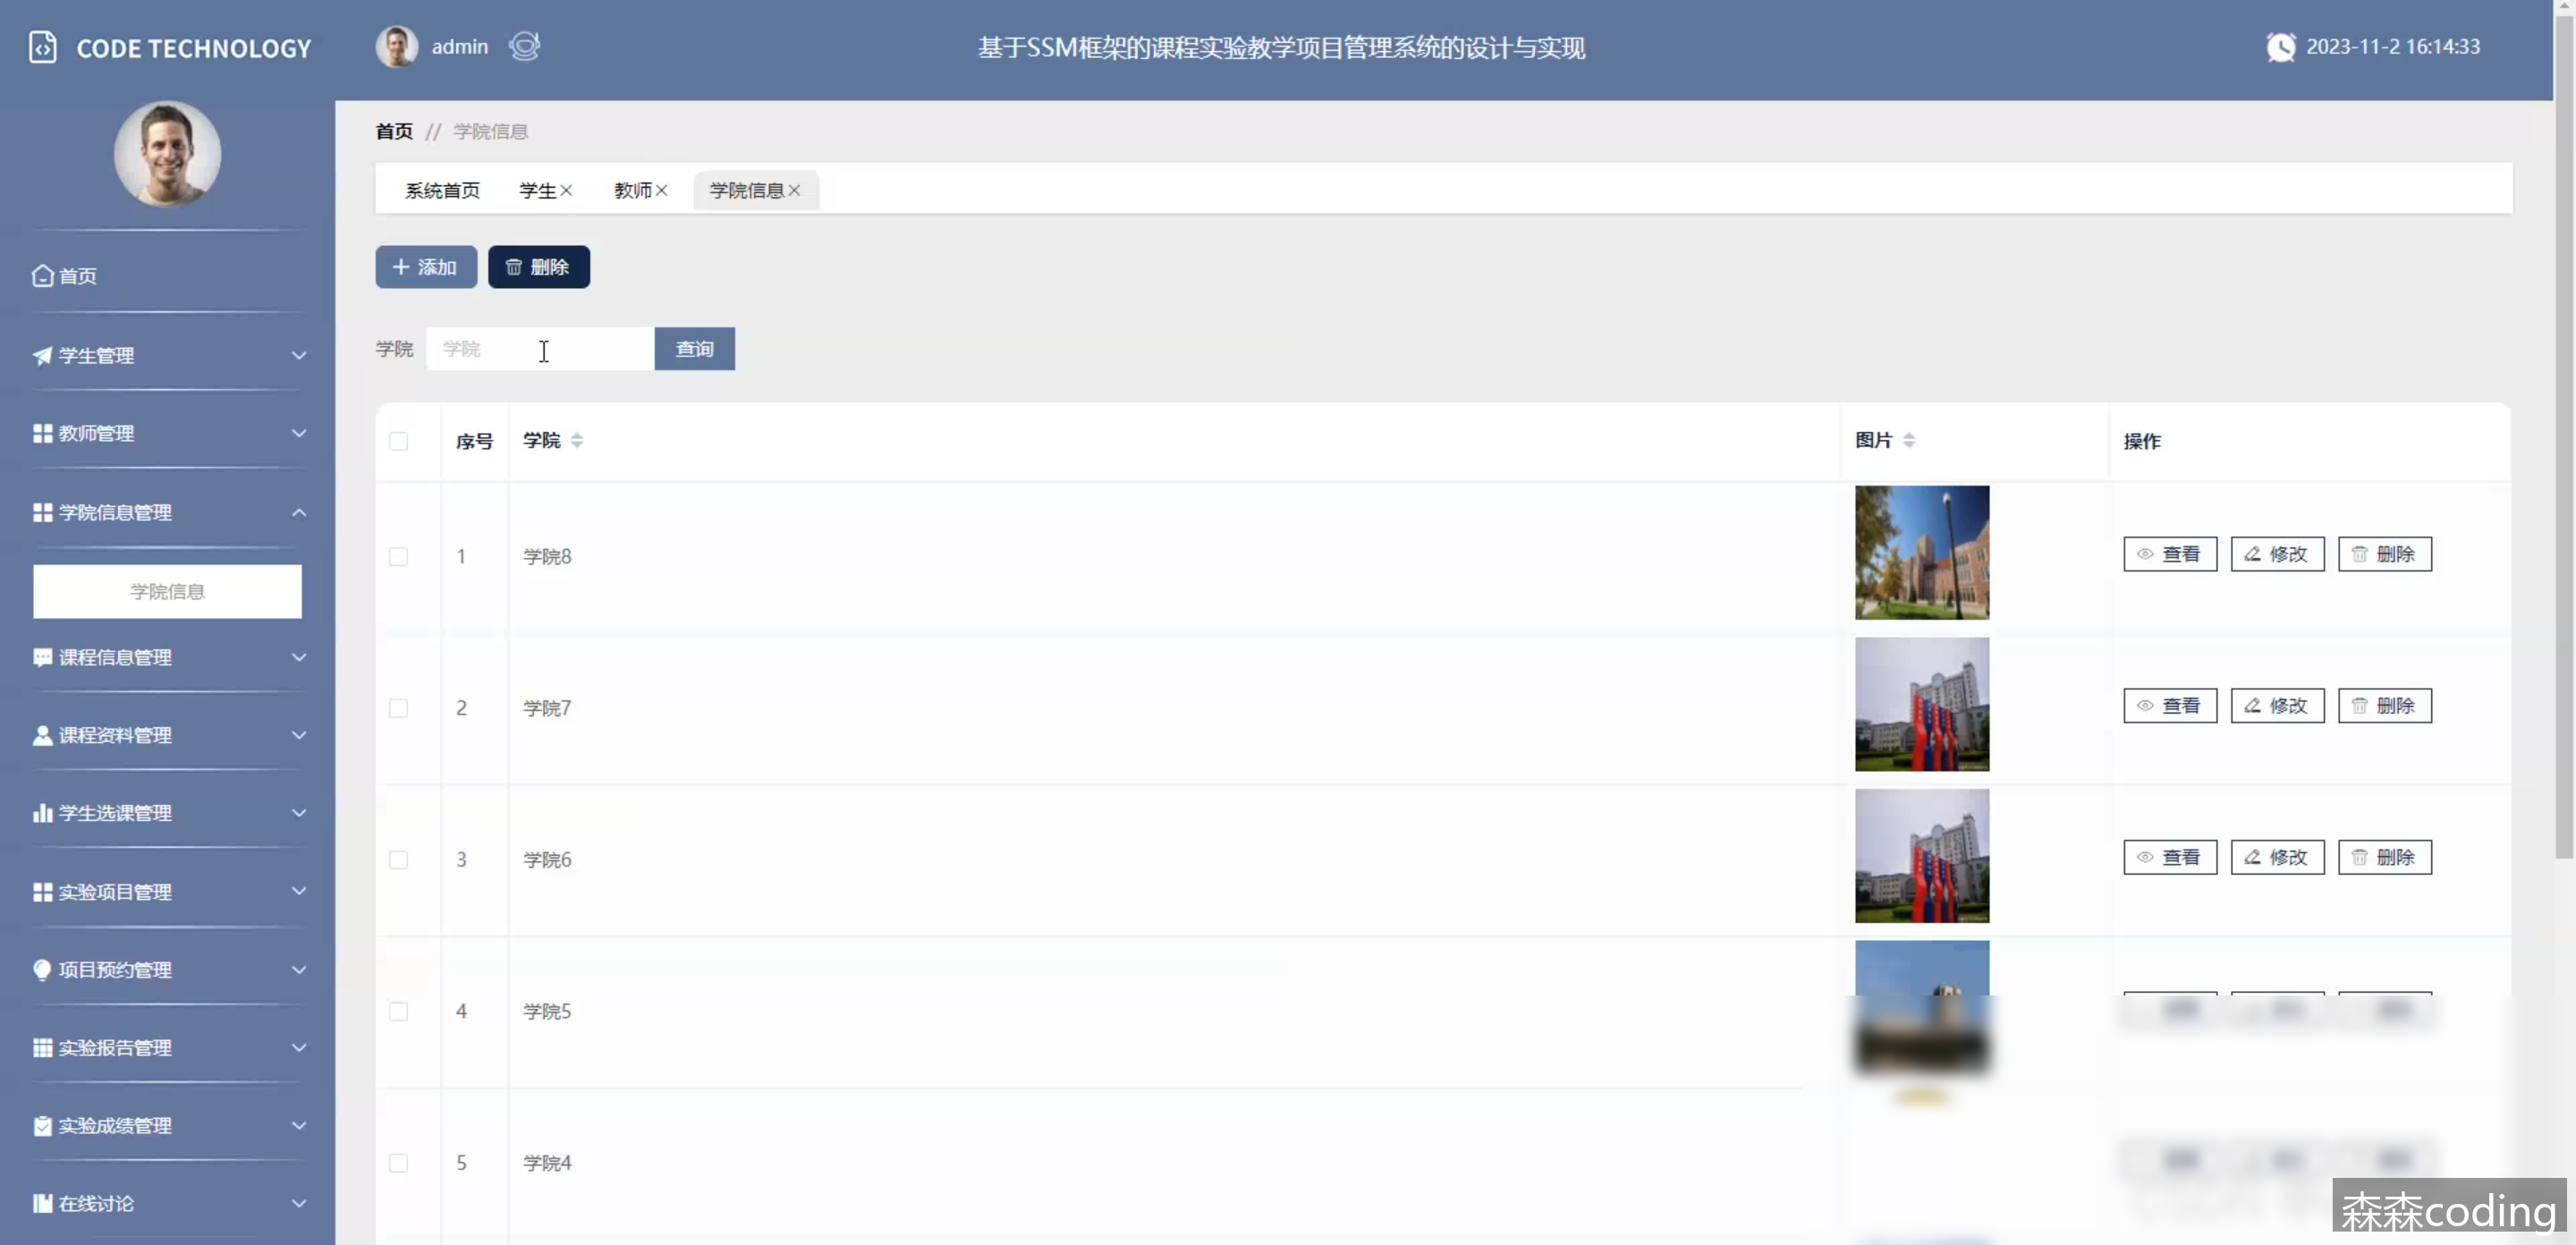 CODE TECHNOLOGY
admin
基于SSM框架的课程实验教学项目管理系统的设计与实现
2023-11-2 16:14:33
首页 // 学院信息
系统首页 学生 教师 学院信息
添加 删除
学院 学院 查询
首页
学生管理
教师管理
学院信息管理
学院信息
课程信息管理
课程资料管理
学生选课管理
实验项目管理
项目预约管理
实验报告管理
实验成绩管理
在线讨论
序号 学院 图片 操作
1 学院8 查看 修改 删除
2 学院7 查看 修改 删除
3 学院6 查看 修改 删除
4 学院5
5 学院4
森森coding